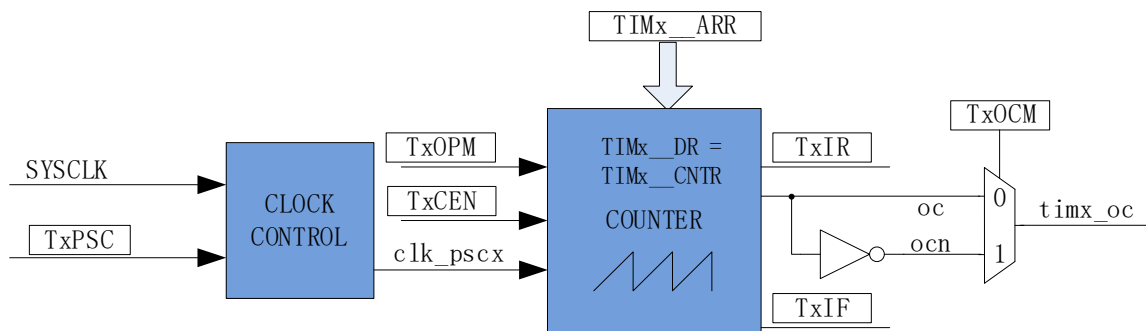 TIMx__ARR
SYSCLK
TxPSC
CLOCK
CONTROL
TxOPM
TxCEN
clk_pscx
TIMx__DR =
TIMx__CNTR
COUNTER
TxIR
oc
ocn
TxIF
TxOCM
0
1
timx_oc